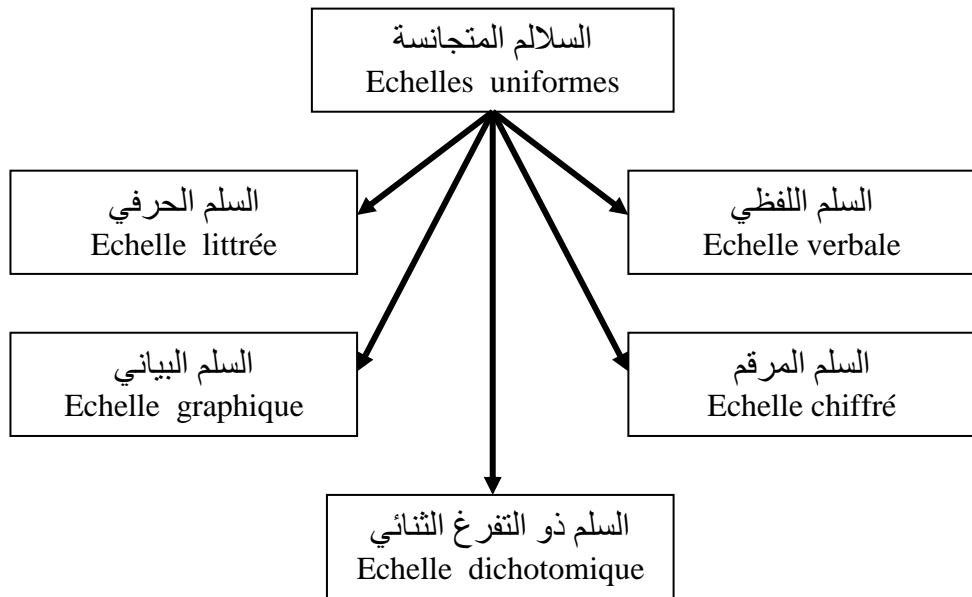 السلالم المتجانسة
Echelles uniformes
السلم اللفظي
Echelle verbale
السلم الحرفي
Echelle littrée
السلم المرقم
Echelle chiffré
السلم البياني
Echelle graphique
السلم ذو التفرغ الثنائي
Echelle dichotomique